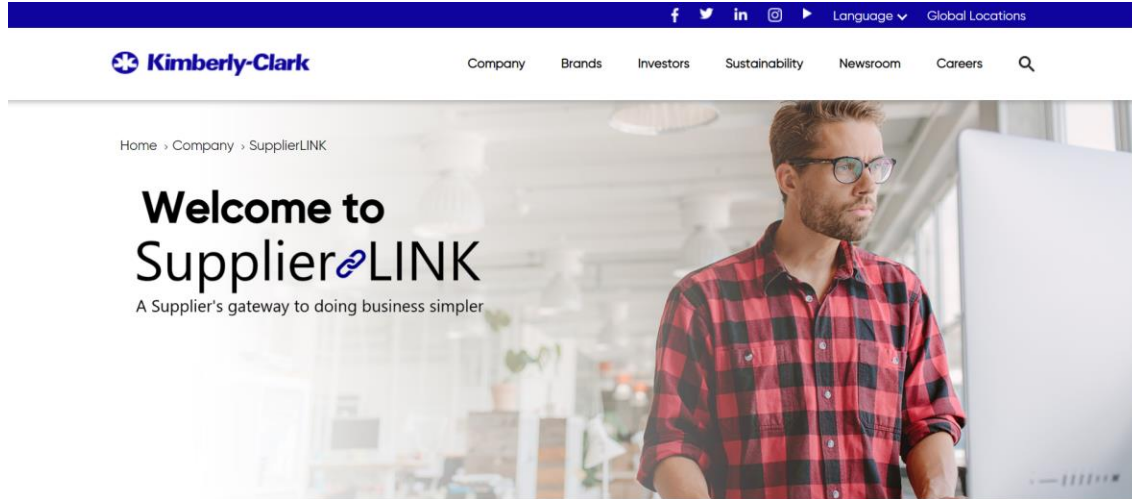 Language
Global Locations
Kimberly-Clark
Company
Brands
Investors
Sustainability
Newsroom
Careers
Home › Company › SupplierLINK
Welcome to
SupplierLINK
A Supplier's gateway to doing business simpler